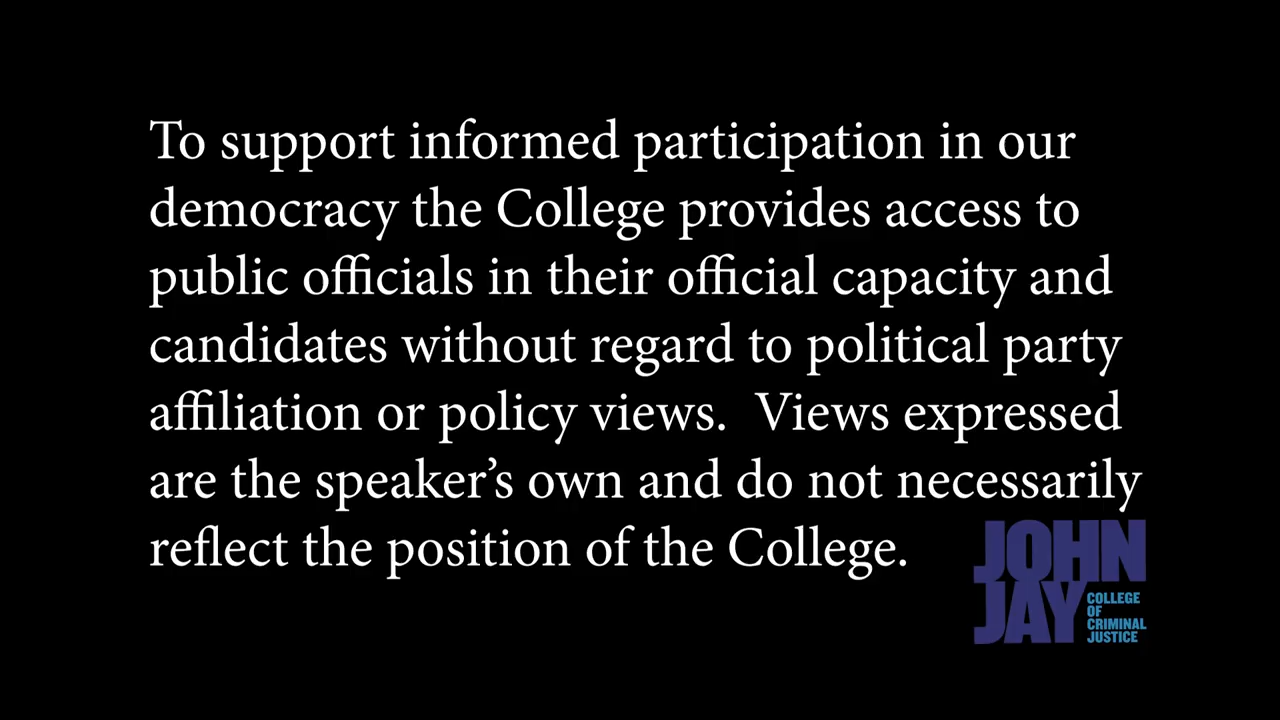 To support informed participation in our
democracy the College provides access to
public officials in their official capacity and
candidates without regard to political party
affiliation or policy views.  Views expressed
are the speaker’s own and do not necessarily
reflect the position of the College.
JOHN
JAY
COLLEGE
OF
CRIMINAL
JUSTICE